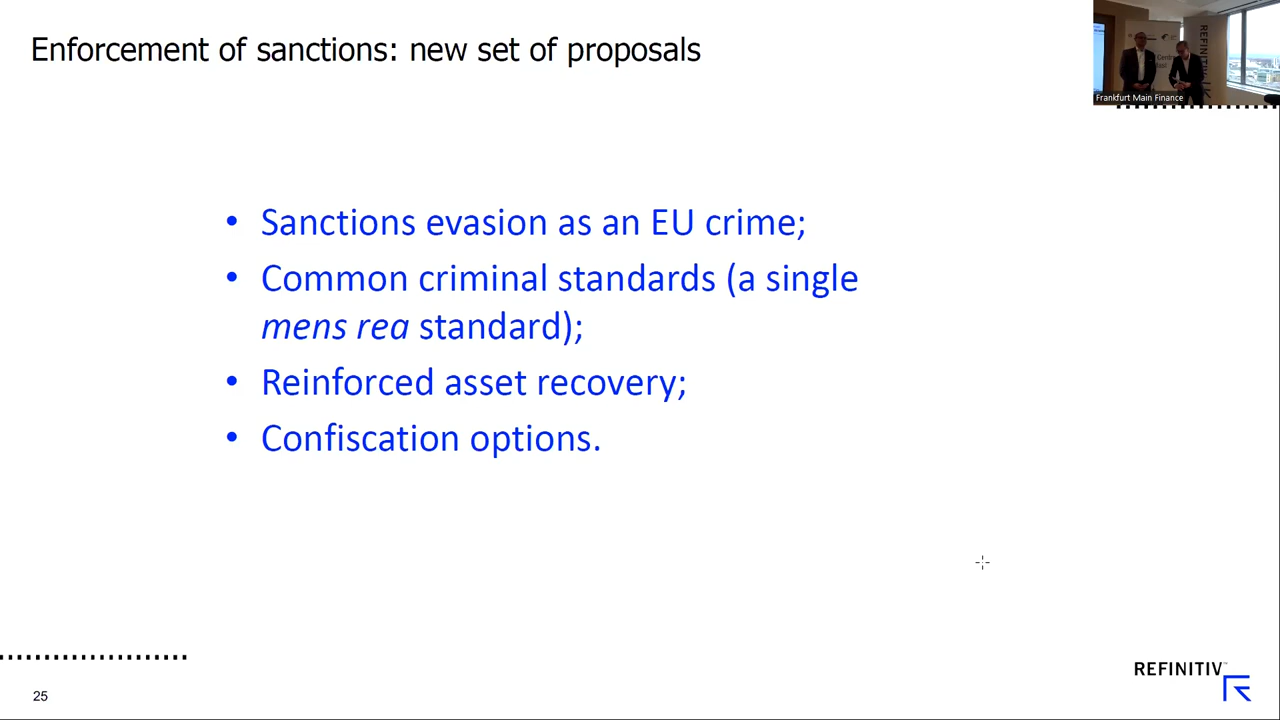 Enforcement of sanctions: new set of proposals
REFINITIV
Frankfurt Main Finance
• Sanctions evasion as an EU crime;
• Common criminal standards (a single
mens rea standard);
• Reinforced asset recovery;
• Confiscation options.
25
REFINITIV